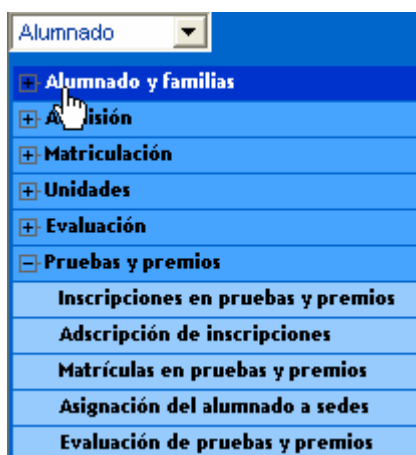 Alumnado
Alumnado y familias
Admisión
Matriculación
Unidades
Evaluación
Pruebas y premios
Inscripciones en pruebas y premios
Adscripción de inscripciones
Matrículas en pruebas y premios
Asignación del alumnado a sedes
Evaluación de pruebas y premios